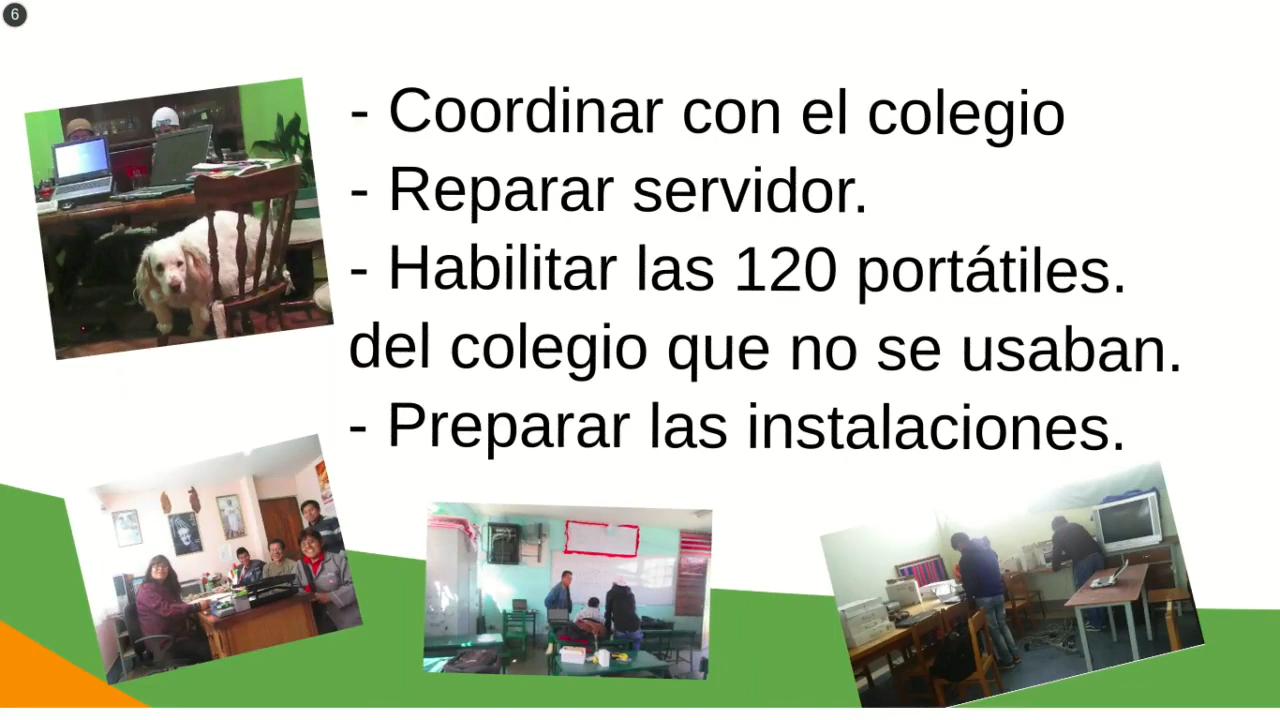 6
- Coordinar con el colegio
- Reparar servidor.
- Habilitar las 120 portátiles.
del colegio que no se usaban.
- Preparar las instalaciones.